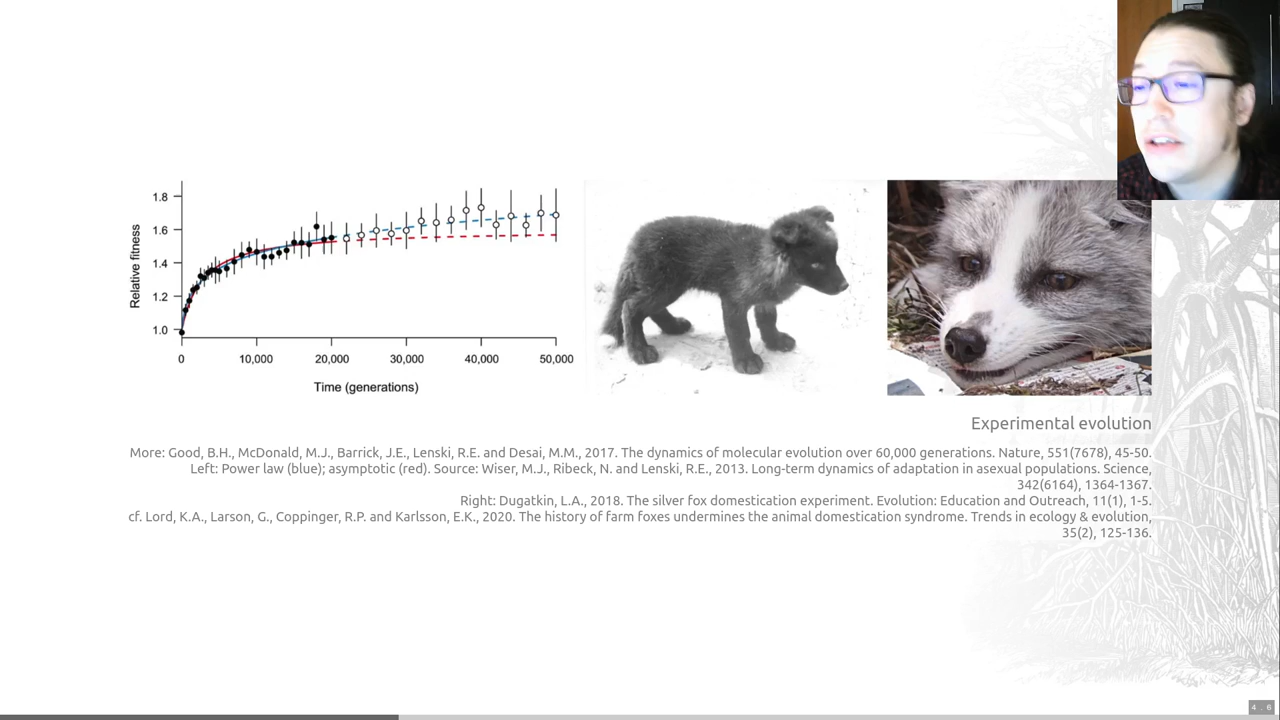 1.8
1.6
1.4
1.2
1.0
Relative fitness
0 10,000 20,000 30,000 40,000 50,000
Time (generations)
Experimental evolution
More: Good, B.H., McDonald, M.J., Barrick, J.E., Lenski, R.E. and Desai, M.M., 2017. The dynamics of molecular evolution over 60,000 generations. Nature, 551(7678), 45-50.
Left: Power law (blue); asymptotic (red). Source: Wiser, M.J., Ribeck, N. and Lenski, R.E., 2013. Long-term dynamics of adaptation in asexual populations. Science,
342(6164), 1364-1367.
Right: Dugatkin, L.A., 2018. The silver fox domestication experiment. Evolution: Education and Outreach, 11(1), 1-5.
cf. Lord, K.A., Larson, G., Coppinger, R.P. and Karlsson, E.K., 2020. The history of farm foxes undermines the animal domestication syndrome. Trends in ecology & evolution,
35(2), 125-136.
4.6